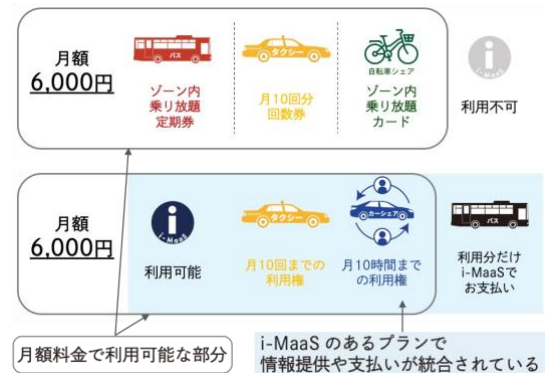 月額
6,000円
バス
ゾーン内
乗り放題
定期券
タクシー
月10回分
回数券
自転車シェア
ゾーン内
乗り放題
カード
i
i-MaaS
利用不可
月額
6,000円
i
i-MaaS
利用可能
タクシー
月10回までの
利用権
カーシェア
月10時間まで
の利用権
バス
利用分だけ
i-MaaSで
お支払い
月額料金で利用可能な部分
i-MaaS のあるプランで
情報提供や支払いが統合されている